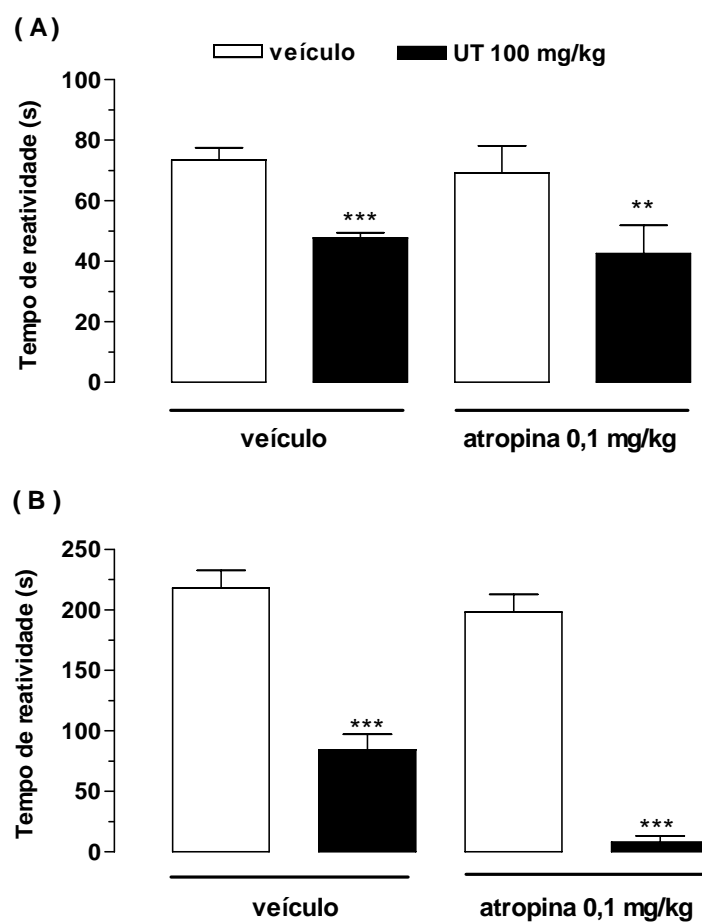 ( A )
veículo UT 100 mg/kg
Tempo de reatividade (s)
100
80
60
40
20
0
***
**
veículo atropina 0,1 mg/kg
( B )
Tempo de reatividade (s)
250
200
150
100
50
0
***
***
veículo atropina 0,1 mg/kg